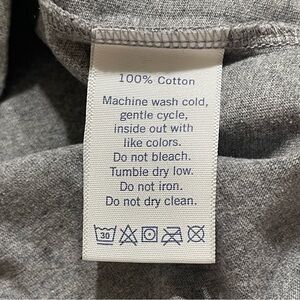 100% Cotton
Machine wash cold,
gentle cycle,
inside out with
like colors.
Do not bleach.
Tumble dry low.
Do not iron.
Do not dry clean.
30